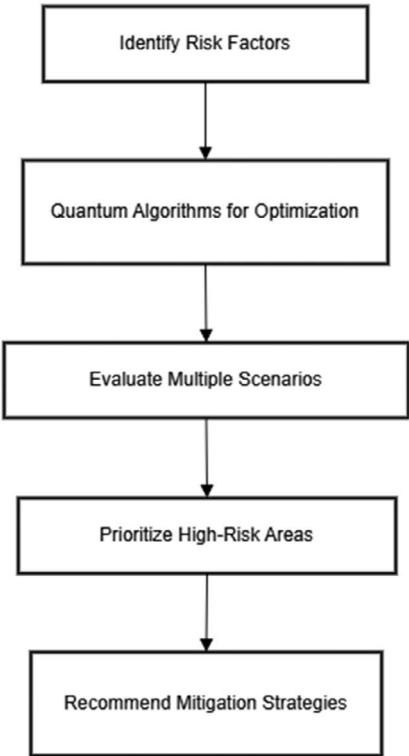 Identify Risk Factors
Quantum Algorithms for Optimization
Evaluate Multiple Scenarios
Prioritize High-Risk Areas
Recommend Mitigation Strategies